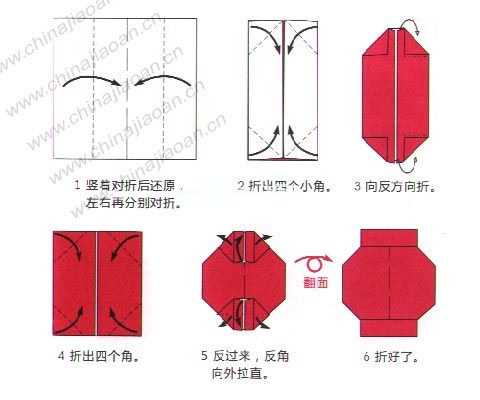 www.chinajiaoan.cn
www.chinajiaoan.cn
www.chinajiaoan.cn
1 竖着对折后还原，
左右再分别对折。
2 折出四个小角。
3 向反方向折。
翻面
4 折出四个角。
5 反过来，反角
向外拉直。
6 折好了。